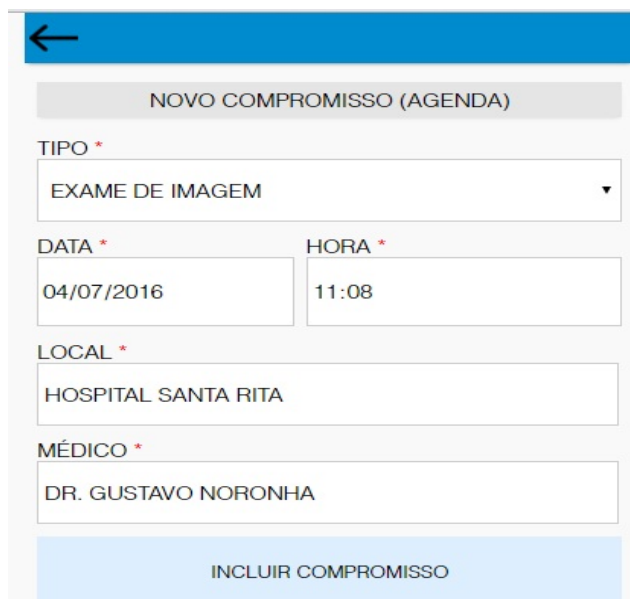 NOVO COMPROMISSO (AGENDA)
TIPO *
EXAME DE IMAGEM
DATA * HORA *
04/07/2016 11:08
LOCAL *
HOSPITAL SANTA RITA
MÉDICO *
DR. GUSTAVO NORONHA
INCLUIR COMPROMISSO